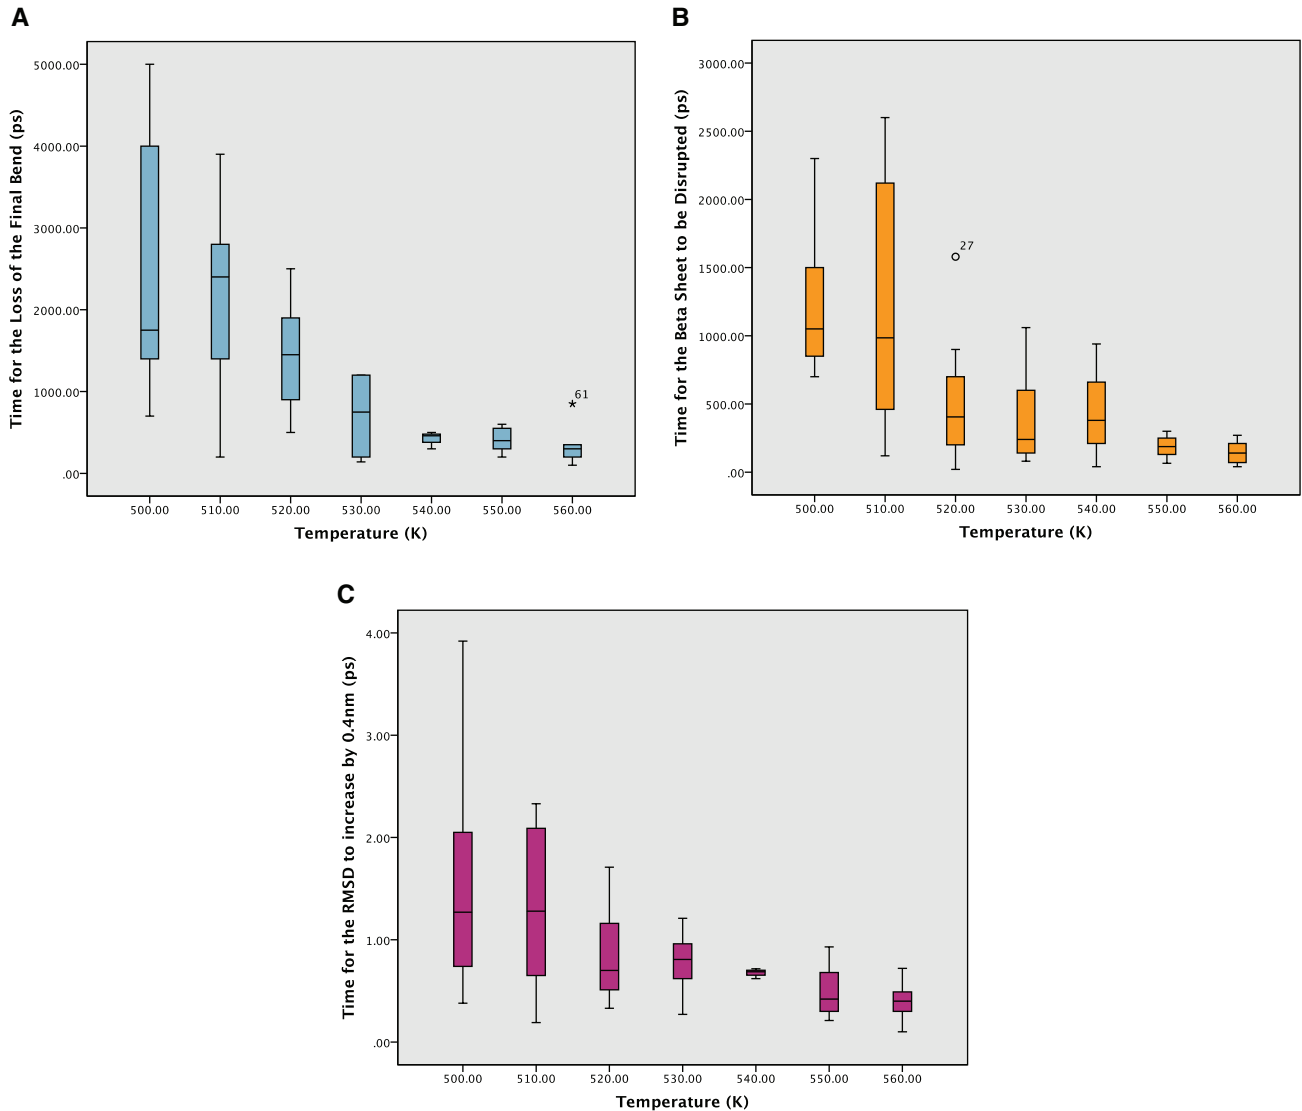 A
Time for the Loss of the Final Bend (ps)
5000.00
4000.00
3000.00
2000.00
1000.00
.00
61
500.00 510.00 520.00 530.00 540.00 550.00 560.00
Temperature (K)
B
Time for the Beta Sheet to be Disrupted (ps)
3000.00
2500.00
2000.00
1500.00
1000.00
500.00
.00
27
500.00 510.00 520.00 530.00 540.00 550.00 560.00
Temperature (K)
C
Time for the RMSD to increase by 0.4nm (ps)
4.00
3.00
2.00
1.00
.00
500.00 510.00 520.00 530.00 540.00 550.00 560.00
Temperature (K)